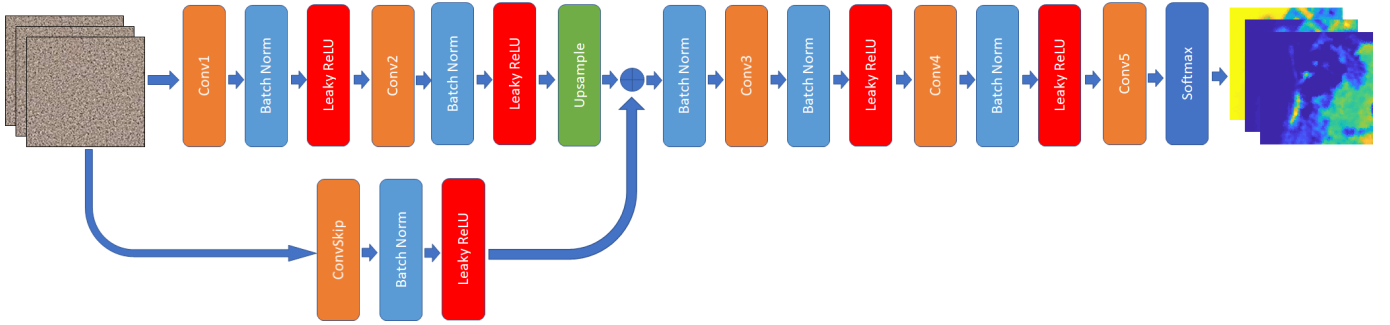 Conv1
Batch Norm
Leaky ReLU
Conv2
Batch Norm
Leaky ReLU
Upsample
Batch Norm
Conv3
Batch Norm
Leaky ReLU
Conv4
Batch Norm
Leaky ReLU
Conv5
Softmax
ConvSkip
Batch Norm
Leaky ReLU